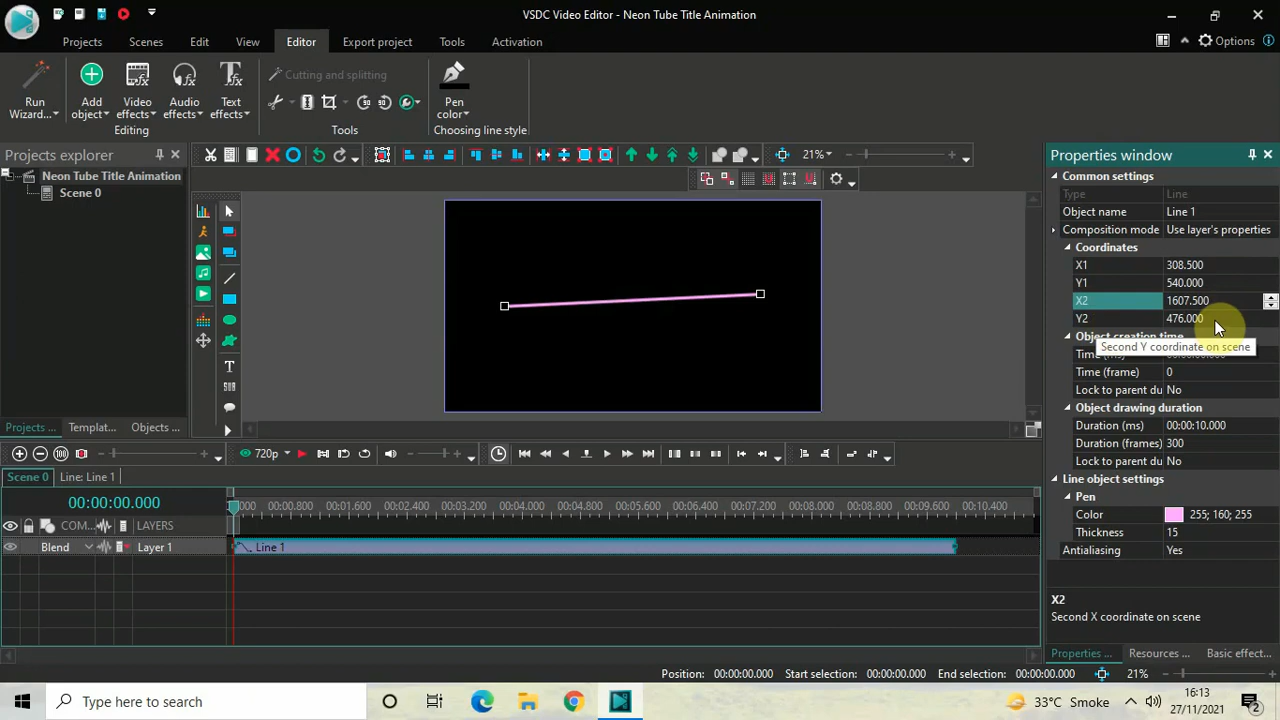 VSDC Video Editor - Neon Tube Title Animation
Projects Scenes Edit View Editor Export project Tools Activation Options
Run Wizard... Add object Video effects Audio effects Text effects Cutting and splitting Pen color
Editing Tools Choosing line style
Projects explorer 21% Properties window
Neon Tube Title Animation
Scene 0
Common settings
Type Line
Object name Line 1
Composition mode Use layer's properties
Coordinates
X1 308.500
Y1 540.000
X2 1607.500
Y2 476.000
Object creation time
Second Y coordinate on scene
Time (ms)
Time (frame) 0
Lock to parent du No
Object drawing duration
Duration (ms) 00:00:10.000
Duration (frames) 300
Lock to parent du No
Line object settings
Pen
Color 255; 160; 255
Thickness 15
Antialiasing Yes
X2
Second X coordinate on scene
Properties ... Resources ... Basic effect...
Projects ... Templat... Objects ...
720p
Scene 0 Line: Line 1
00:00:00.000
000 00:00.800 00:01.600 00:02.400 00:03.200 00:04.000 00:04.800 00:05.600 00:06.400 00:07.200 00:08.000 00:08.800 00:09.600 00:10.400
COM... LAYERS
Blend Layer 1 Line 1
Position: 00:00:00.000 Start selection: 00:00:00.000 End selection: 00:00:00.000 21%
Type here to search
33°C Smoke
16:13
27/11/2021
2